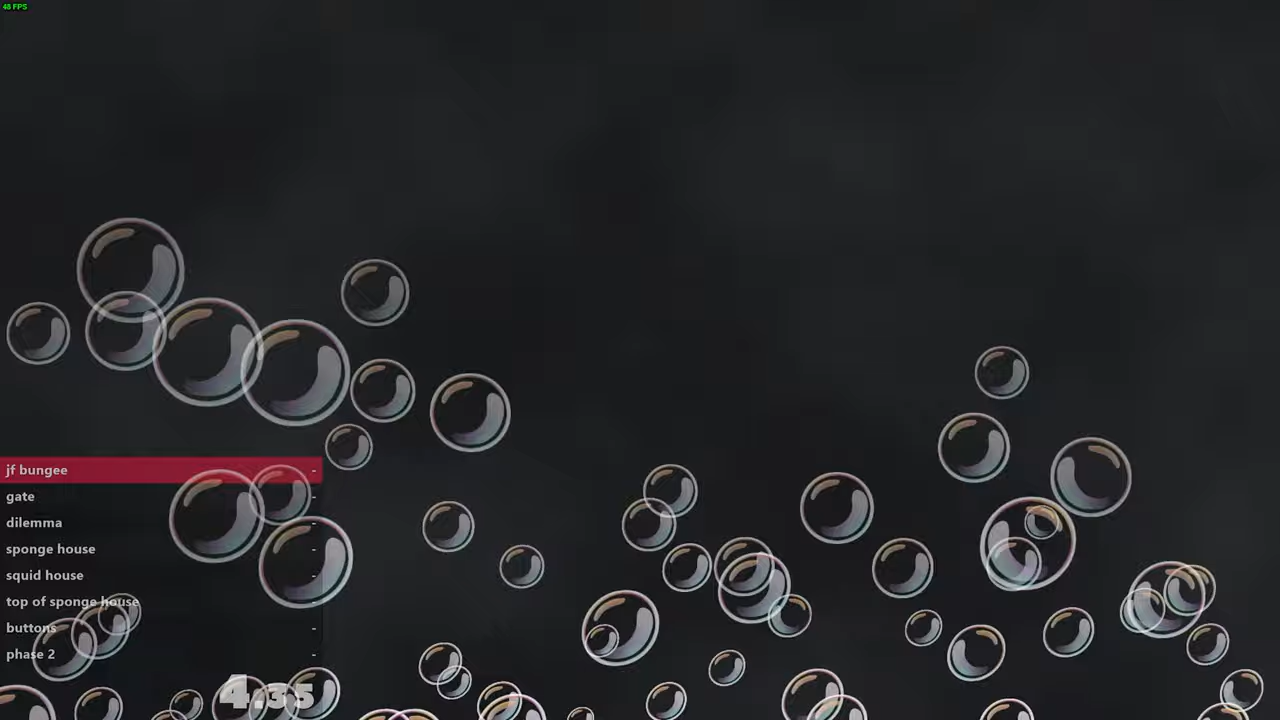 48 FPS
jf bungee -
gate -
dilemma -
sponge house -
squid house -
top of sponge house -
buttons -
phase 2 -
4.35